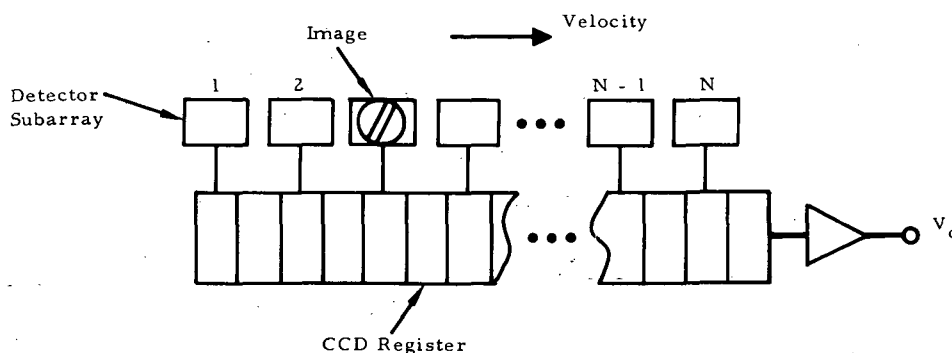 Velocity
Image
1 2 N - 1 N
Detector
Subarray
V
CCD Register